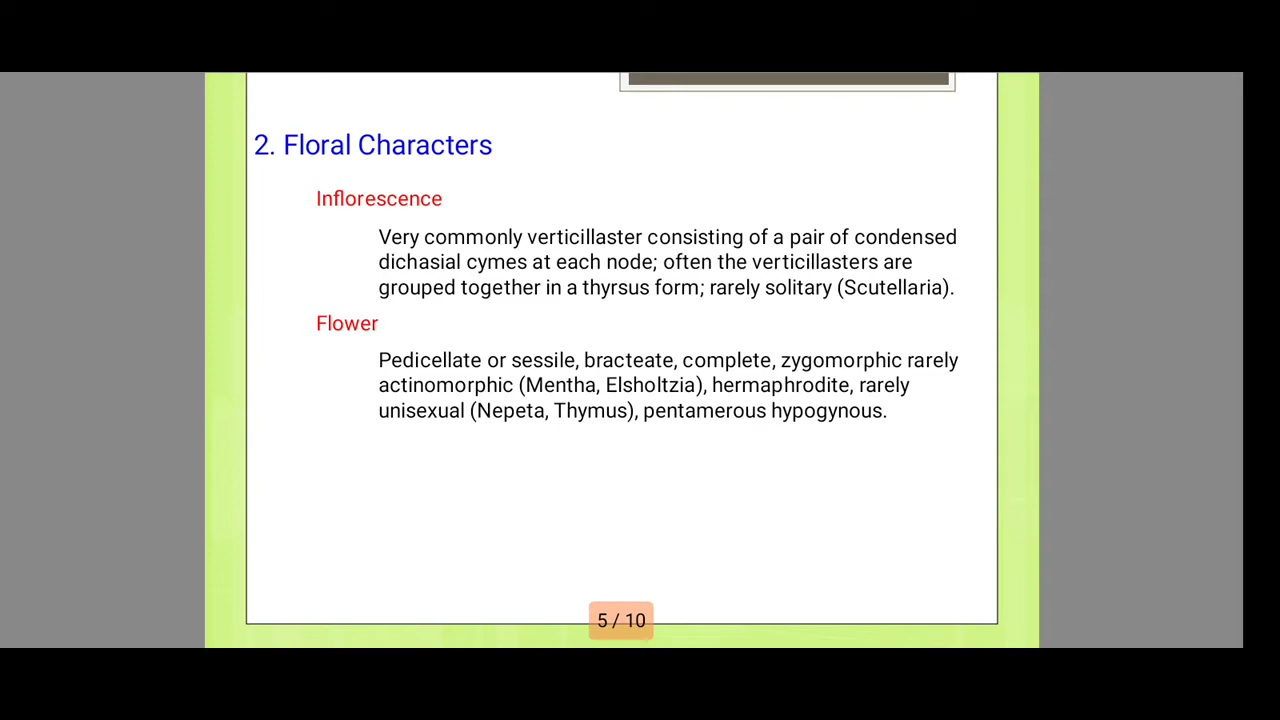 2. Floral Characters
Inflorescence
Very commonly verticillaster consisting of a pair of condensed
dichasial cymes at each node; often the verticillasters are
grouped together in a thyrsus form; rarely solitary (Scutellaria).
Flower
Pedicellate or sessile, bracteate, complete, zygomorphic rarely
actinomorphic (Mentha, Elsholtzia), hermaphrodite, rarely
unisexual (Nepeta, Thymus), pentamerous hypogynous.
5 / 10